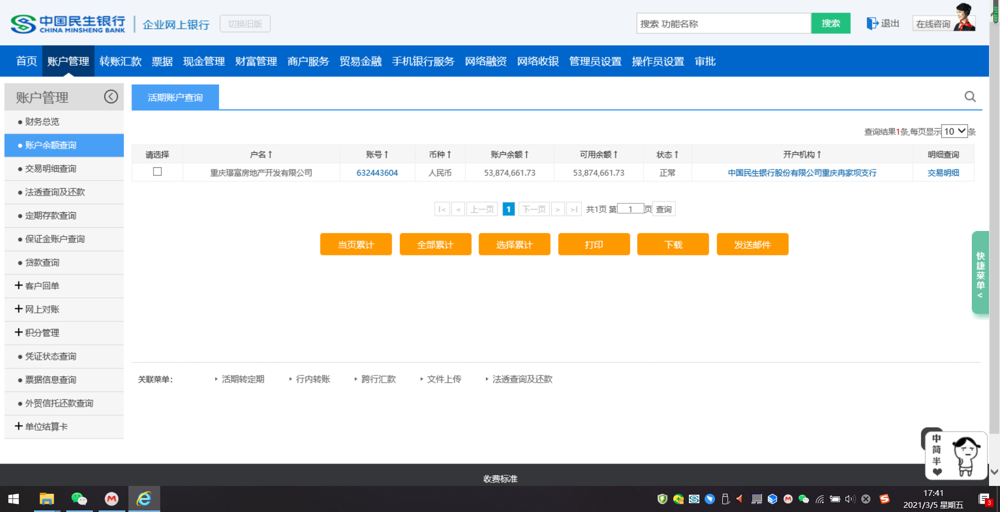 中国民生银行
CHINA MINSHENG BANK
企业网上银行
切换旧版
搜索 功能名称
搜索
退出
在线咨询
首页 账户管理 转账汇款 票据 现金管理 财富管理 商户服务 贸易金融 手机银行服务 网络融资 网络收银 管理员设置 操作员设置 审批
账户管理
财务总览
账户余额查询
交易明细查询
法透查询及还款
定期存款查询
保证金账户查询
贷款查询
客户回单
网上对账
积分管理
凭证状态查询
票据信息查询
外贸信托还款查询
单位结算卡
活期账户查询
查询结果1条,每页显示 10 条
请选择 户名↑ 账号↑ 币种↑ 账户余额↑ 可用余额↑ 状态↑ 开户机构↑ 明细查询
重庆璟富房地产开发有限公司 632443604 人民币 53,874,661.73 53,874,661.73 正常 中国民生银行股份有限公司重庆冉家坝支行 交易明细
|< < 上一页 1 下一页 > >| 共1页 第 1 页 查询
当页累计 全部累计 选择累计 打印 下载 发送邮件
快捷菜单 <
关联菜单: 活期转定期 行内转账 跨行汇款 文件上传 法透查询及还款
中
简
半
收费标准
17:41
2021/3/5 星期五
3